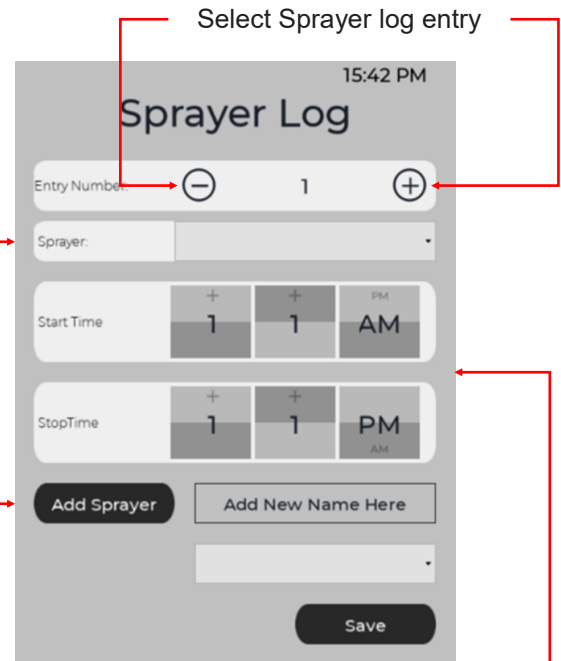 Select Sprayer log entry
15:42 PM
Sprayer Log
Entry Number: 1
Sprayer:
+ + PM
Start Time 1 1 AM
+ +
StopTime 1 1 PM
AM
Add Sprayer Add New Name Here
Save